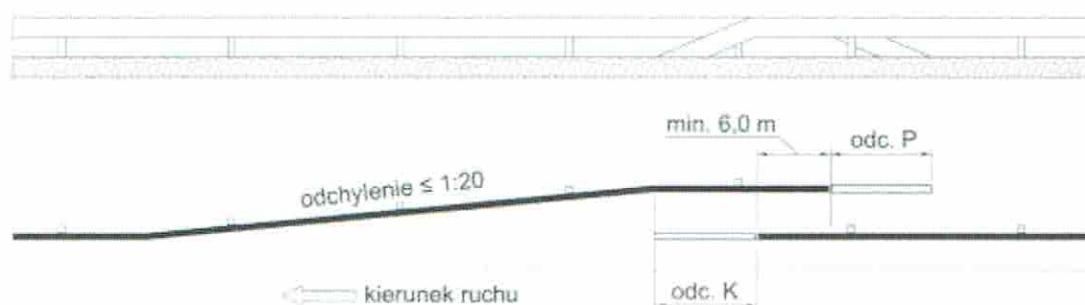 min. 6,0 m
odc. P
odchylenie ≤ 1:20
kierunek ruchu
odc. K